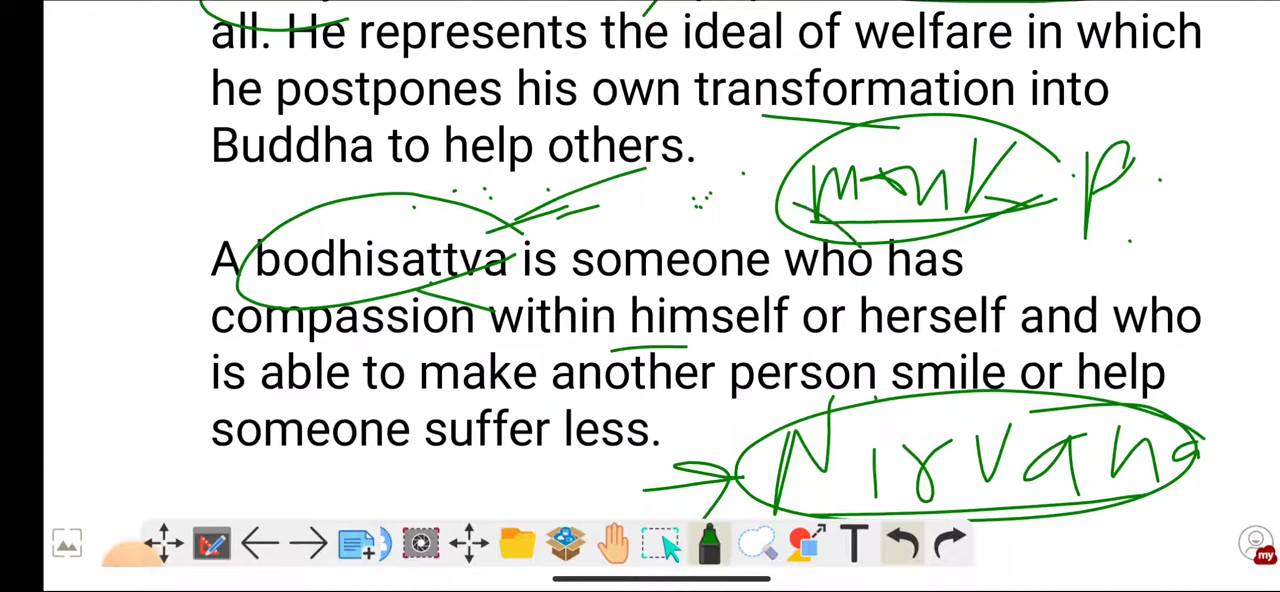 all. He represents the ideal of welfare in which
he postpones his own transformation into
Buddha to help others.
monk P
A bodhisattva is someone who has
compassion within himself or herself and who
is able to make another person smile or help
someone suffer less.
Nirvana
T
my